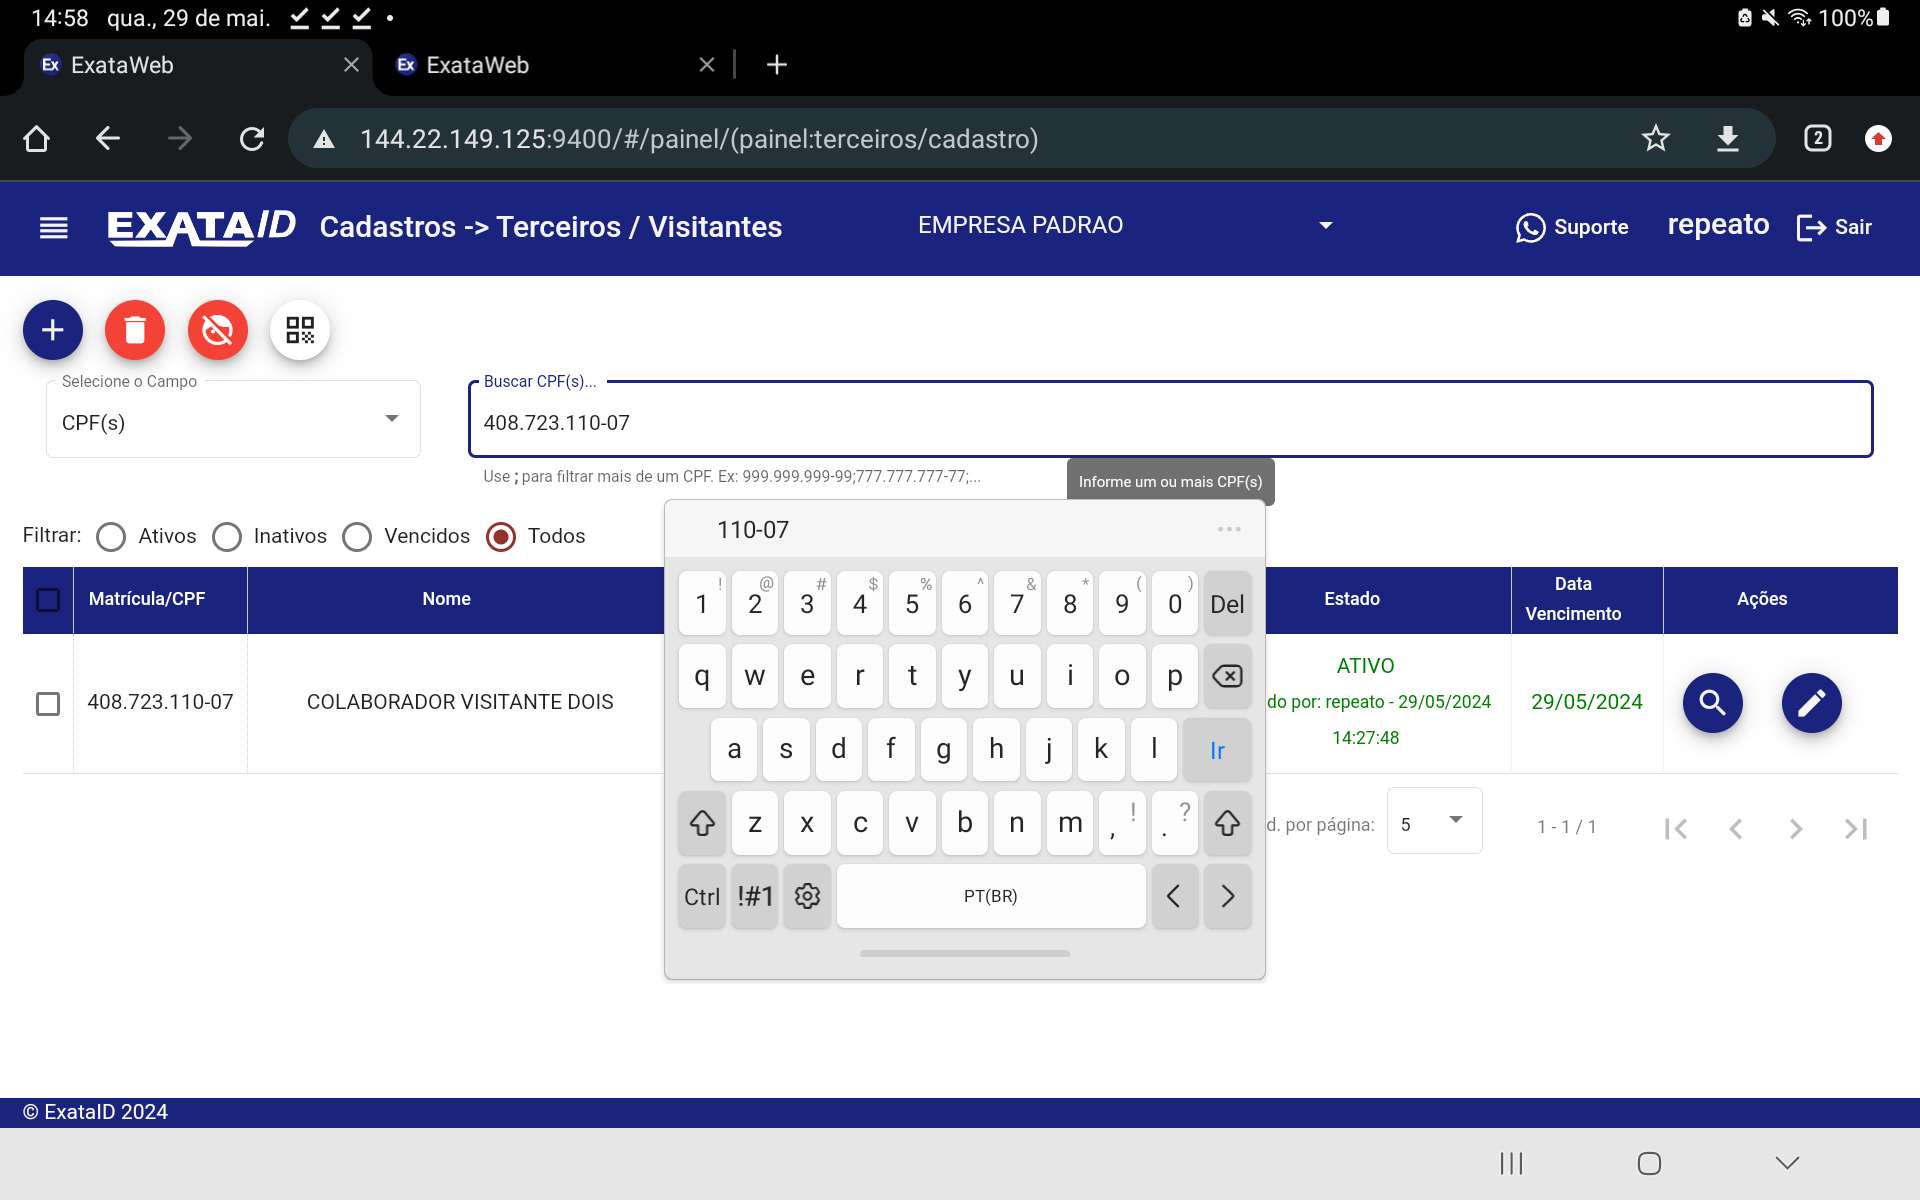 14:58 qua., 29 de mai. 100%
Ex ExataWeb
Ex ExataWeb
144.22.149.125:9400/#/painel/(painel:terceiros/cadastro) 2
EXATAID Cadastros -> Terceiros / Visitantes EMPRESA PADRAO Suporte repeato Sair
Selecione o Campo
CPF(s)
Buscar CPF(s)...
408.723.110-07
Use ; para filtrar mais de um CPF. Ex: 999.999.999-99;777.777.777-77;...
Informe um ou mais CPF(s)
Filtrar: Ativos Inativos Vencidos Todos
Matrícula/CPF Nome Estado Data Vencimento Ações
408.723.110-07 COLABORADOR VISITANTE DOIS
ATIVO
do por: repeato - 29/05/2024
14:27:48
29/05/2024
d. por página: 5 1 - 1 / 1
110-07 ...
! @ # $ % ^ & * ( )
1 2 3 4 5 6 7 8 9 0 Del
q w e r t y u i o p
a s d f g h j k l Ir
z x c v b n m , ! . ?
Ctrl !#1 PT(BR) < >
© ExataID 2024